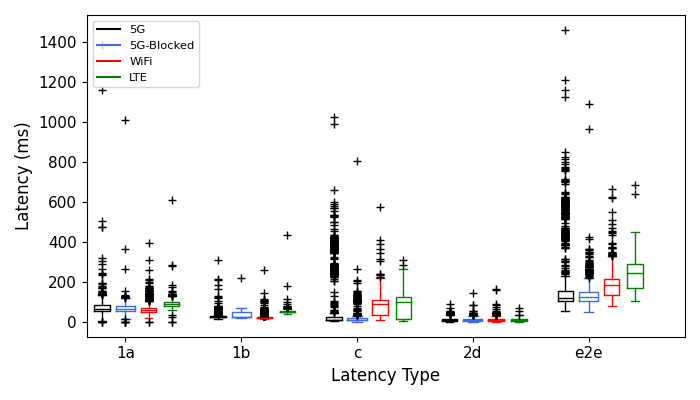 5G
5G-Blocked
WiFi
LTE
1400
1200
1000
800
600
400
200
0
Latency (ms)
1a 1b c 2d e2e
Latency Type